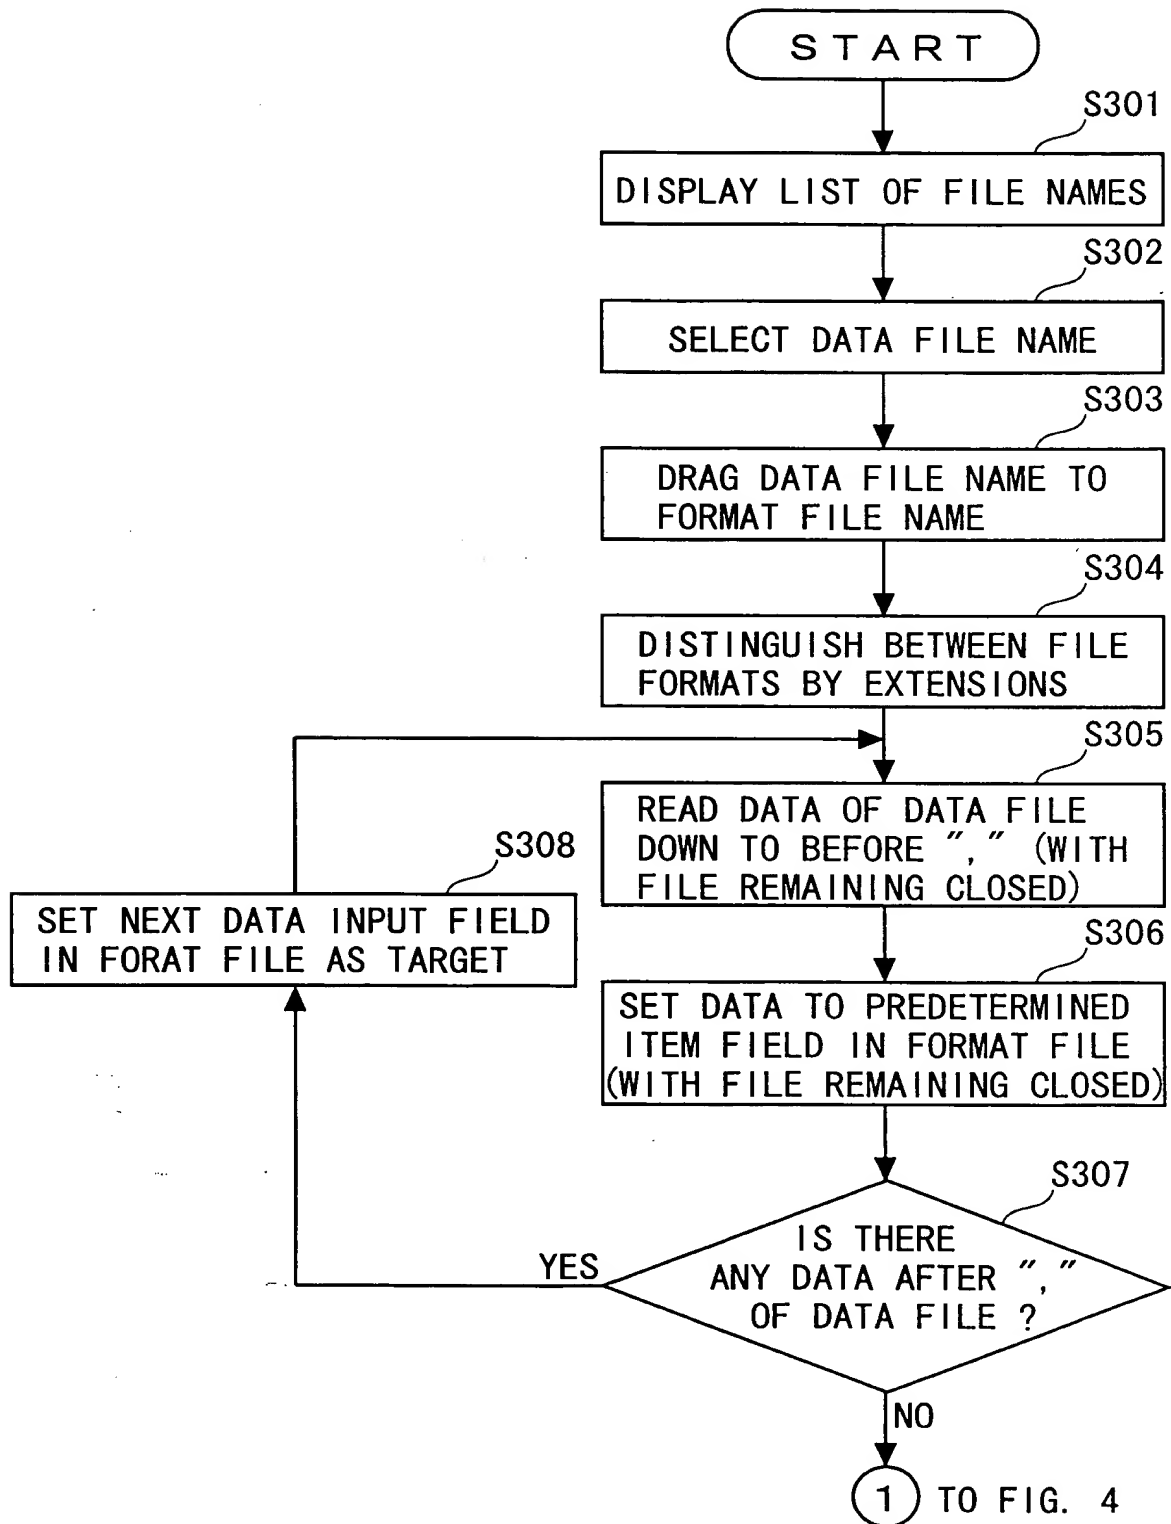 START
S301
DISPLAY LIST OF FILE NAMES
S302
SELECT DATA FILE NAME
S303
DRAG DATA FILE NAME TO
FORMAT FILE NAME
S304
DISTINGUISH BETWEEN FILE
FORMATS BY EXTENSIONS
S305
READ DATA OF DATA FILE
DOWN TO BEFORE "," (WITH
FILE REMAINING CLOSED)
S308
SET NEXT DATA INPUT FIELD
IN FORAT FILE AS TARGET
S306
SET DATA TO PREDETERMINED
ITEM FIELD IN FORMAT FILE
(WITH FILE REMAINING CLOSED)
S307
IS THERE
ANY DATA AFTER ","
OF DATA FILE ?
YES
NO
1 TO FIG. 4